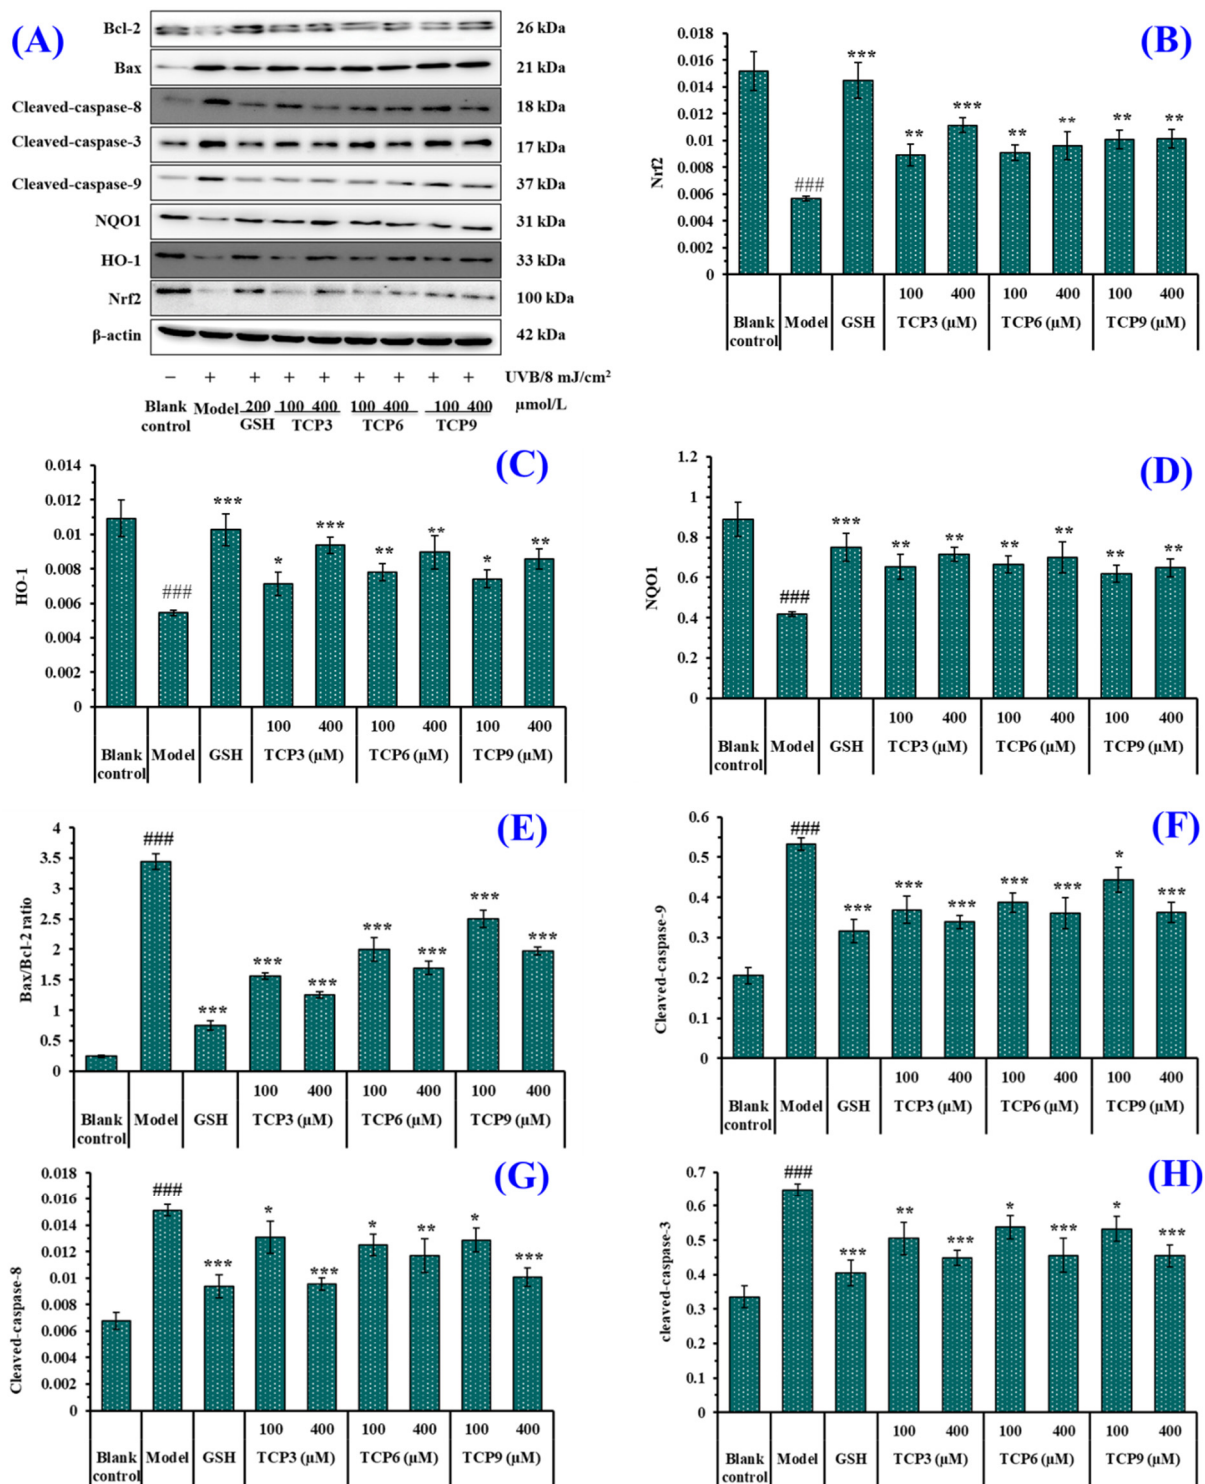 (A)
Bcl-2 26 kDa
Bax 21 kDa
Cleaved-caspase-8 18 kDa
Cleaved-caspase-3 17 kDa
Cleaved-caspase-9 37 kDa
NQO1 31 kDa
HO-1 33 kDa
Nrf2 100 kDa
β-actin 42 kDa
− + + + + + + + + UVB/8 mJ/cm²
Blank control Model 200 100 400 100 400 100 400 μmol/L
GSH TCP3 TCP6 TCP9
(B)
Nrf2
0.018
0.016
0.014
0.012
0.01
0.008
0.006
0.004
0.002
0
### *** ** *** ** ** ** **
100 400 100 400 100 400
Blank control Model GSH TCP3 (μM) TCP6 (μM) TCP9 (μM)
(C)
HO-1
0.014
0.012
0.01
0.008
0.006
0.004
0.002
0
### *** * *** ** ** * **
100 400 100 400 100 400
Blank control Model GSH TCP3 (μM) TCP6 (μM) TCP9 (μM)
(D)
NQO1
1.2
1
0.8
0.6
0.4
0.2
0
### *** ** ** ** ** ** **
100 400 100 400 100 400
Blank control Model GSH TCP3 (μM) TCP6 (μM) TCP9 (μM)
(E)
Bax/Bcl-2 ratio
4
3.5
3
2.5
2
1.5
1
0.5
0
### *** *** *** *** *** *** ***
100 400 100 400 100 400
Blank control Model GSH TCP3 (μM) TCP6 (μM) TCP9 (μM)
(F)
Cleaved-caspase-9
0.6
0.5
0.4
0.3
0.2
0.1
0
### *** *** *** *** *** * ***
100 400 100 400 100 400
Blank control Model GSH TCP3 (μM) TCP6 (μM) TCP9 (μM)
(G)
Cleaved-caspase-8
0.018
0.016
0.014
0.012
0.01
0.008
0.006
0.004
0.002
0
### *** * *** * ** * ***
100 400 100 400 100 400
Blank control Model GSH TCP3 (μM) TCP6 (μM) TCP9 (μM)
(H)
cleaved-caspase-3
0.7
0.6
0.5
0.4
0.3
0.2
0.1
0
### *** ** *** * *** * ***
100 400 100 400 100 400
Blank control Model GSH TCP3 (μM) TCP6 (μM) TCP9 (μM)